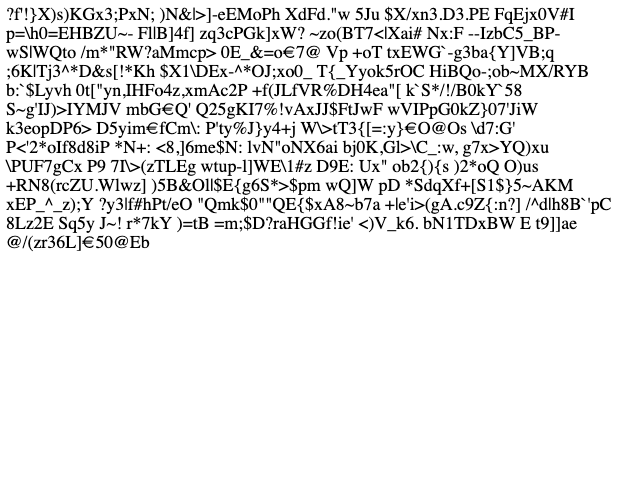 ?f'!}X)s)KGx3;PxN; )N&|>]-eEMoPh XdFd."w 5Ju $X/xn3.D3.PE FqEjx0V#I
p=\h0=EHBZU~- Fl|B]4f] zq3cPGk]xW? ~zo(BT7<|Xai# Nx:F --IzbC5_BP-
wS|WQto /m*"RW?aMmcp> 0E_&=o€7@ Vp +oT txEWG`-g3ba{Y]VB;q
;6K!Tj3^*D&s[!*Kh $X1\DEx-^*OJ;xo0_ T{_Yyok5rOC HiBQo-;ob~MX/RYB
b:`$Lyvh 0t["yn,IHFo4z,xmAc2P +f(JLfVR%DH4ea"[ k`S*/!/B0kY`58
S~g'IJ)>IYMJV mbG€Q' Q25gKI7%!vAxJJ$FtJwF wVIPpG0kZ}07'JiW
k3eopDP6> D5yim€fCm\: P'ty%J}y4+j W\>tT3{[=:y}€O@Os \d7:G'
P<'2*oIf8d8iP *N+: <8,]6me$N: lvN"oNX6ai bj0K,Gl>\C_:w, g7x>YQ)xu
\PUF7gCx P9 7I\>(zTLEg wtup-l]WE\1#z D9E: Ux" ob2{){s )2*oQ O)us
+RN8(rcZU.Wlwz] )5B&Oll$E{g6S*>$pm wQ]W pD *SdqXf+[S1$}5~AKM
xEP_^_z);Y ?y3lf#hPt/eO "Qmk$0""QE{$xA8~b7a +le'i>(gA.c9Z{:n?] /^d|h8B`'pC
8Lz2E Sq5y J~! r*7kY )=tB =m;$D?raHGGf!ie' <)V_k6. bN1TDxBW E t9]]ae
@/(zr36L]€50@Eb